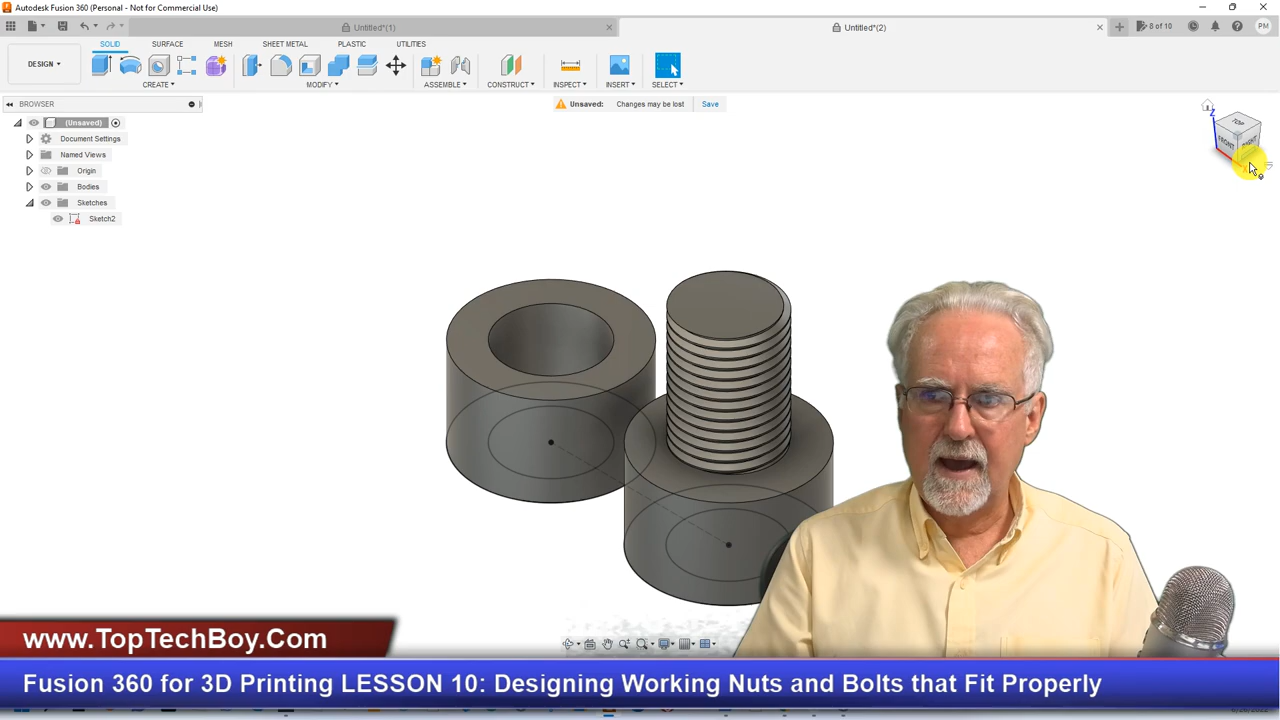 Autodesk Fusion 360 (Personal - Not for Commercial Use)
Untitled*(1)
Untitled*(2)
8 of 10
PM
DESIGN
SOLID
SURFACE
MESH
SHEET METAL
PLASTIC
UTILITIES
CREATE
MODIFY
ASSEMBLE
CONSTRUCT
INSPECT
INSERT
SELECT
BROWSER
Unsaved: Changes may be lost
Save
(Unsaved)
Document Settings
Named Views
Origin
Bodies
Sketches
Sketch2
Z
TOP
FRONT
RIGHT
www.TopTechBoy.Com
Fusion 360 for 3D Printing LESSON 10: Designing Working Nuts and Bolts that Fit Properly